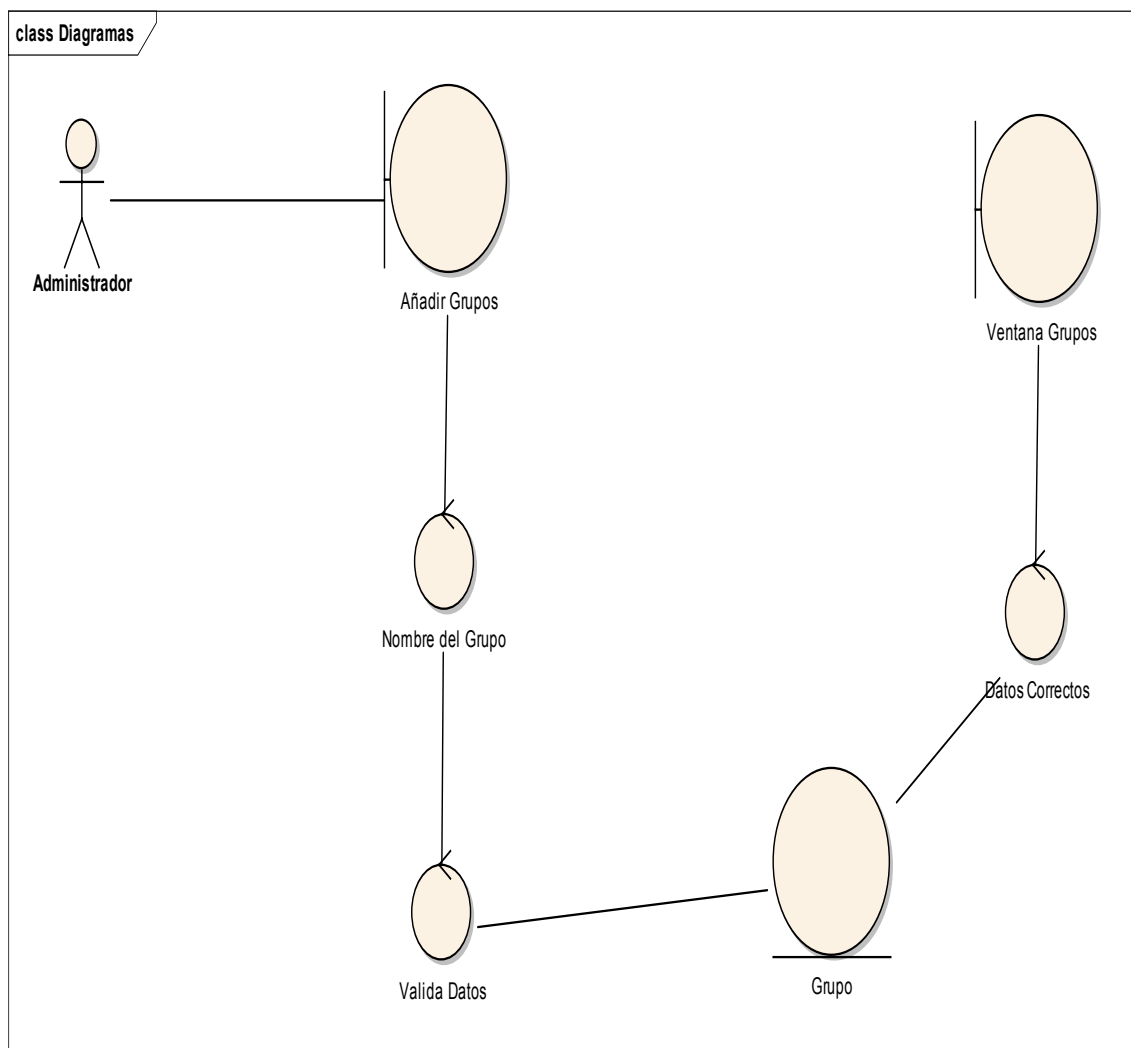 class Diagramas
Administrador
Añadir Grupos
Ventana Grupos
Nombre del Grupo
Datos Correctos
Valida Datos
Grupo